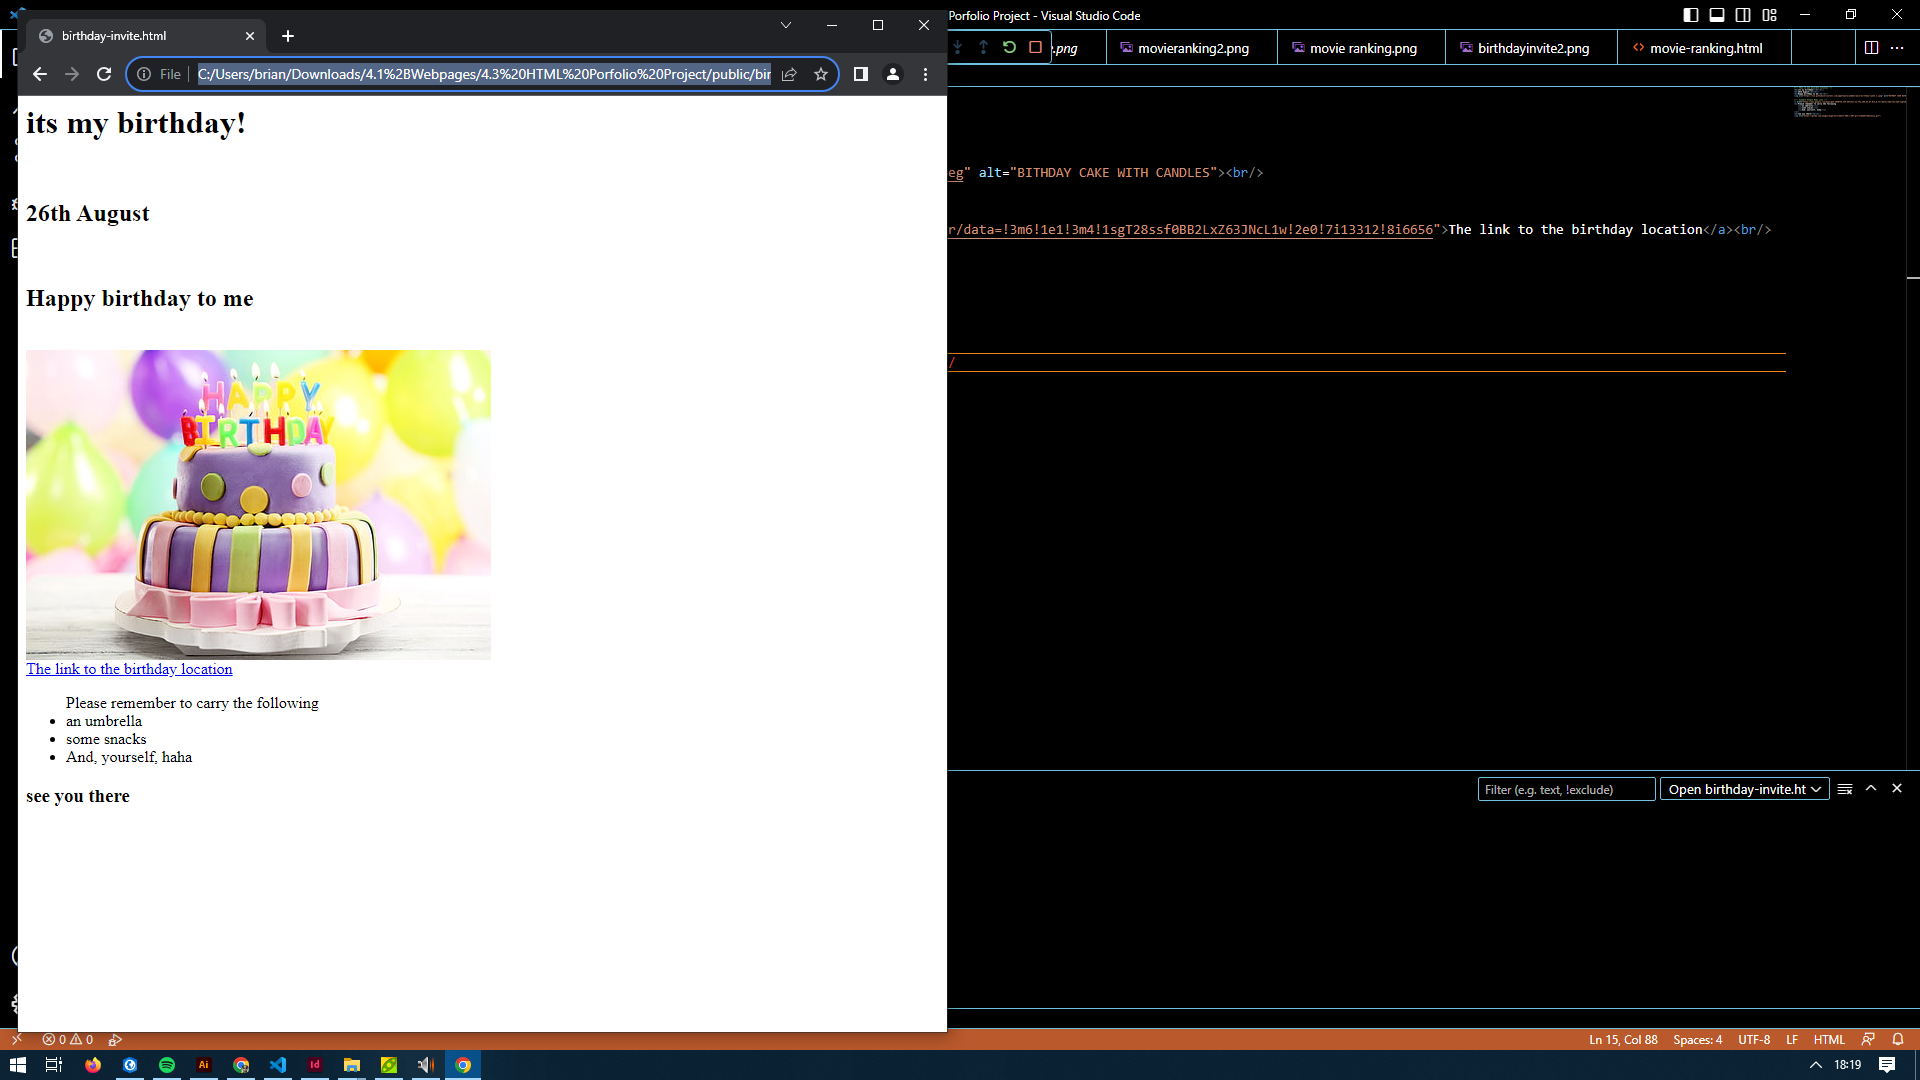 Porfolio Project - Visual Studio Code
birthday-invite.html
.png
movieranking2.png
movie ranking.png
birthdayinvite2.png
movie-ranking.html
File
C:/Users/brian/Downloads/4.1%2BWebpages/4.3%20HTML%20Porfolio%20Project/public/bir
its my birthday!
26th August
Happy birthday to me
HAPPY
BIRTHDAY
The link to the birthday location
Please remember to carry the following
an umbrella
some snacks
And, yourself, haha
see you there
eg" alt="BITHDAY CAKE WITH CANDLES"><br/>
r/data=!3m6!1e1!3m4!1sgT28ssf0BB2LxZ63JNcL1w!2e0!7i13312!8i6656">The link to the birthday location</a><br/>
/
Filter (e.g. text, !exclude)
Open birthday-invite.ht
0 0
Ln 15, Col 88
Spaces: 4
UTF-8
LF
HTML
Ai
Id
18:19